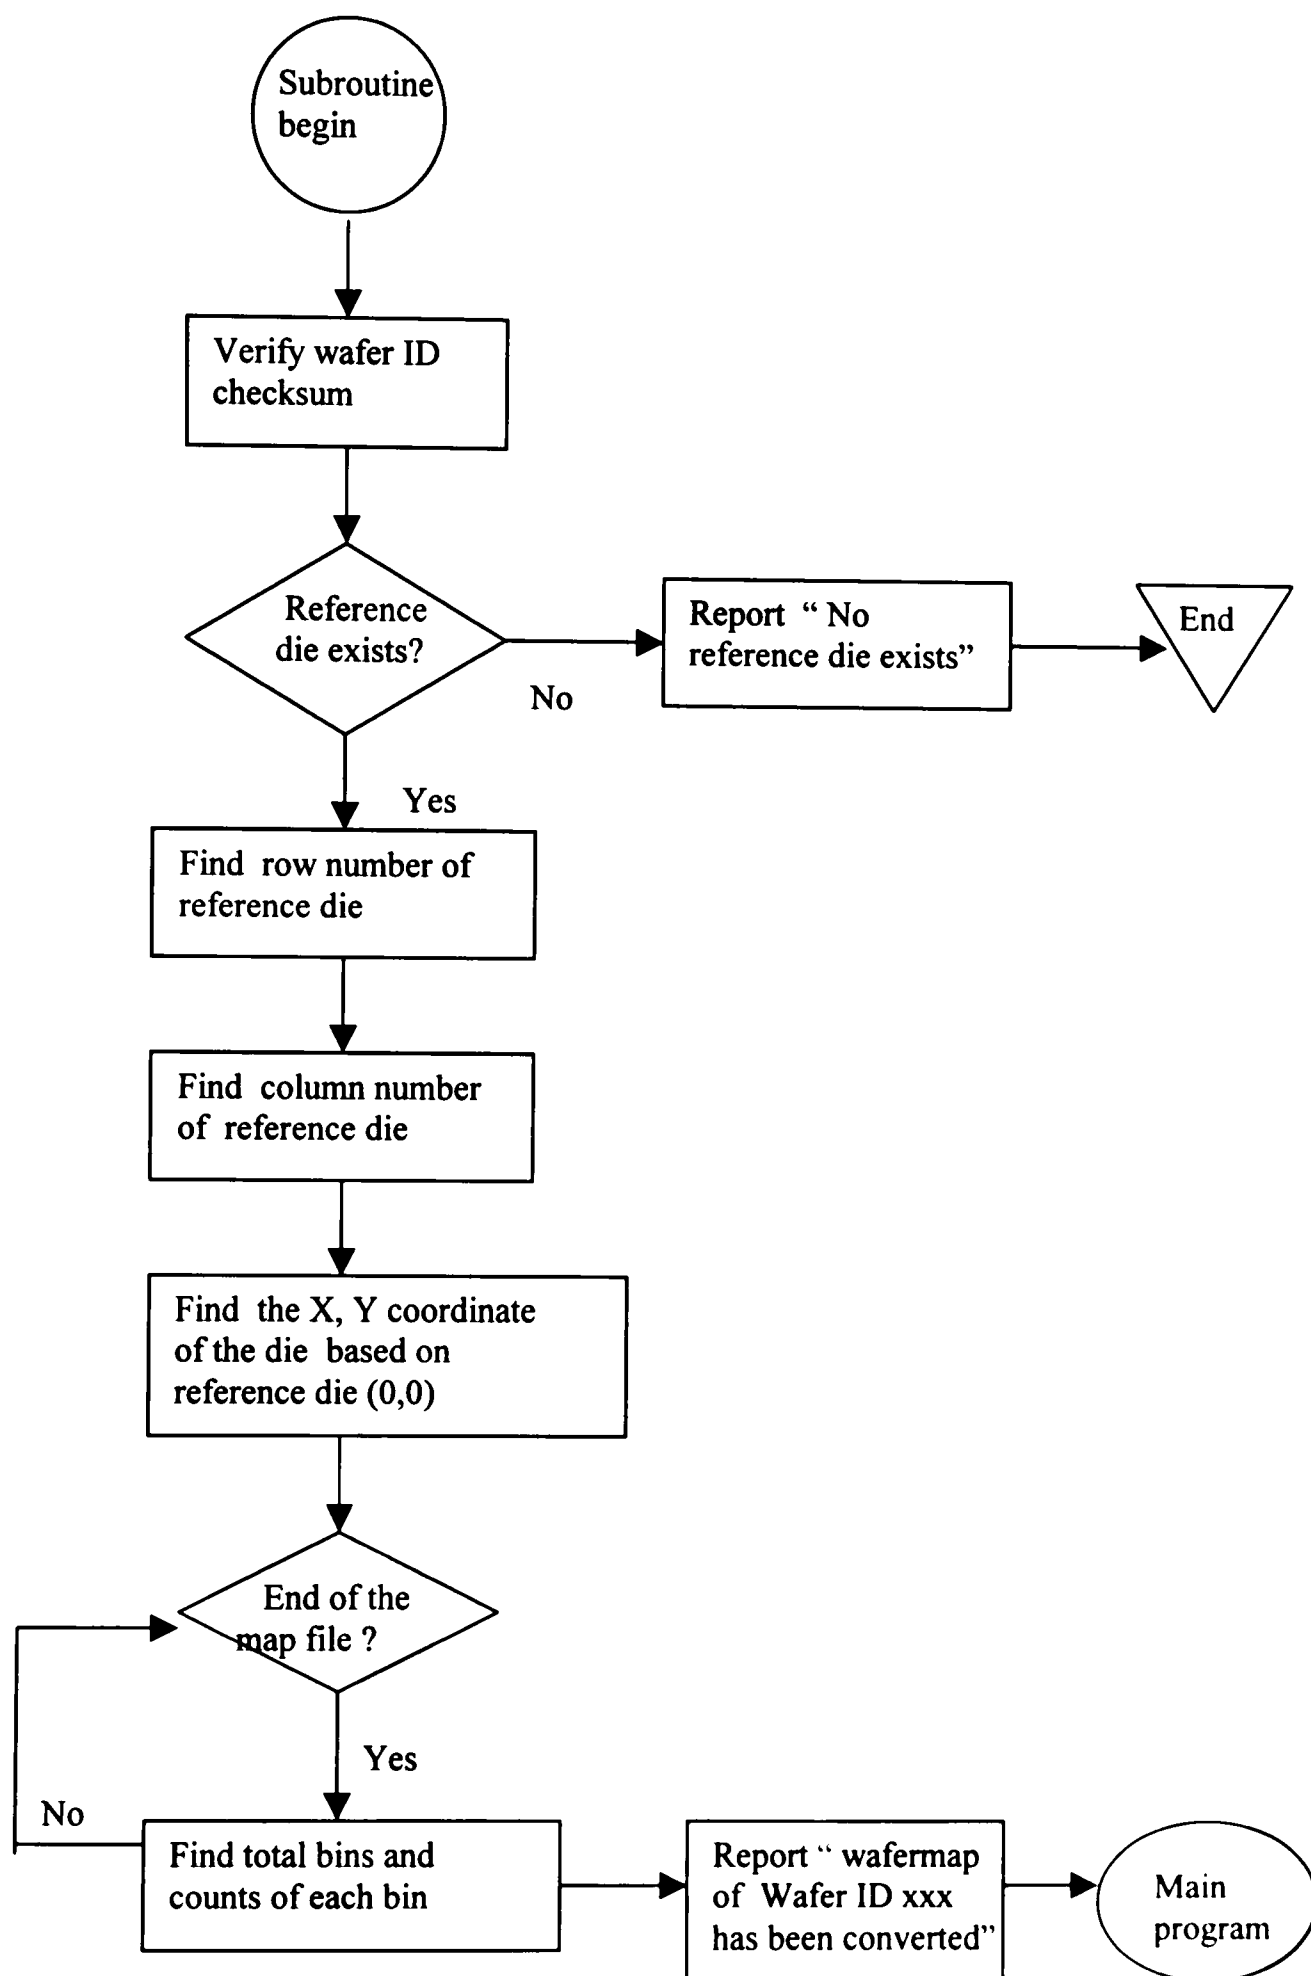 Subroutine
begin
Verify wafer ID
checksum
Reference
die exists?
No
Report “ No
reference die exists”
End
Yes
Find row number of
reference die
Find column number
of reference die
Find the X, Y coordinate
of the die based on
reference die (0,0)
End of the
map file ?
Yes
No
Find total bins and
counts of each bin
Report “ wafermap
of Wafer ID xxx
has been converted”
Main
program